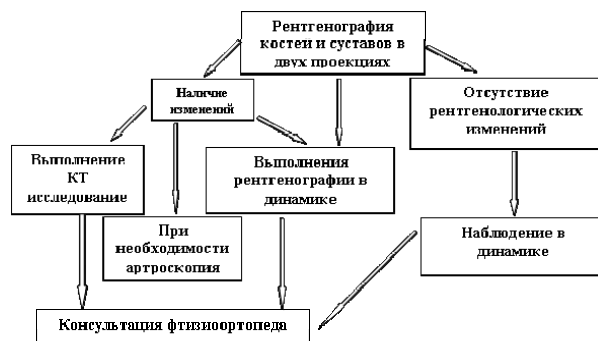 Рентгенография
костей и суставов в
двух проекциях
Наличие
изменений
Отсутствие
рентгенологических
изменений
Выполнение
КТ
исследование
Выполнения
рентгенографии в
динамике
При
необходимости
артроскопия
Наблюдение в
динамике
Консультация фтизиоортопеда